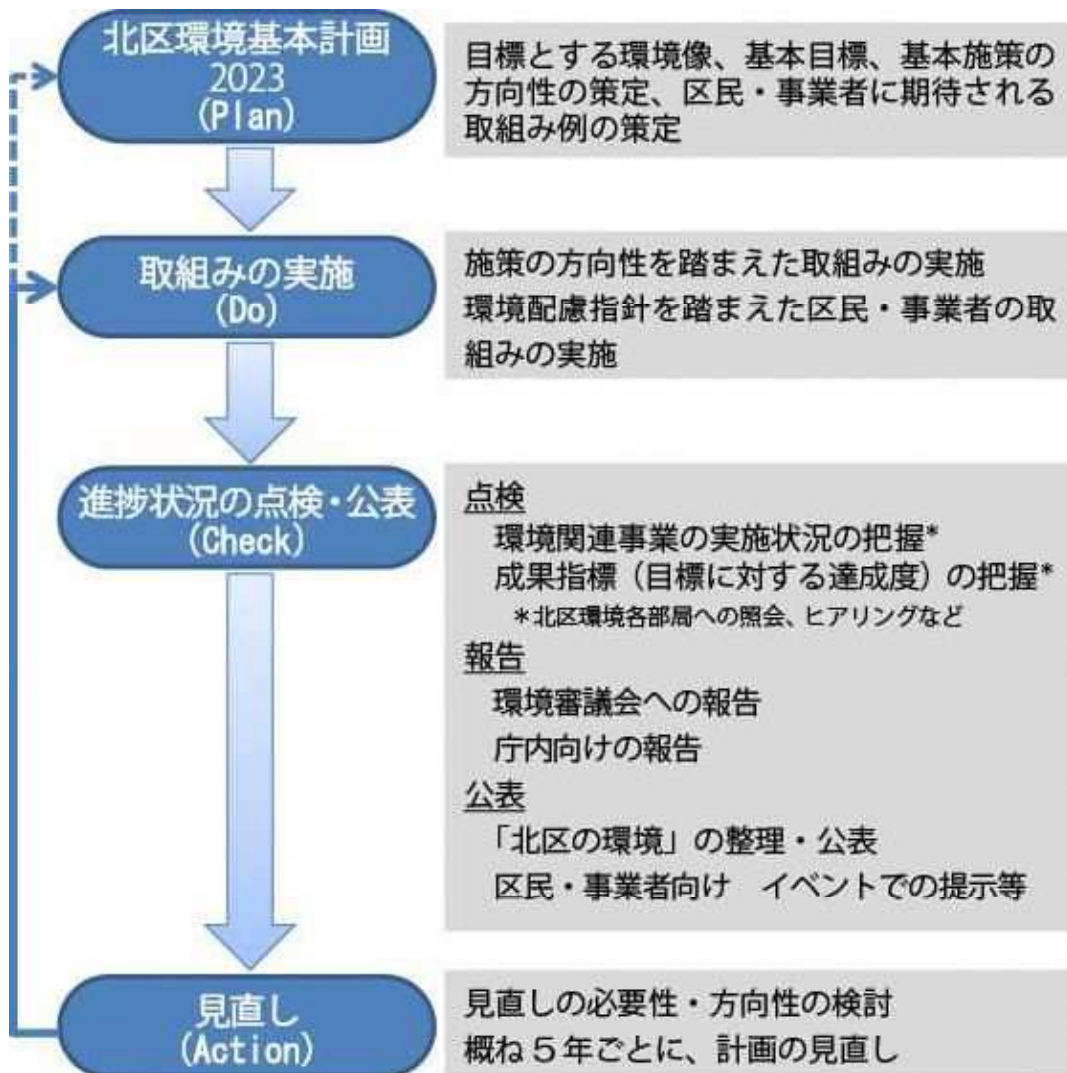 北区環境基本計画
2023
(Plan)
目標とする環境像、基本目標、基本施策の
方向性の策定、区民・事業者に期待される
取組み例の策定
取組みの実施
(Do)
施策の方向性を踏まえた取組みの実施
環境配慮指針を踏まえた区民・事業者の取
組みの実施
進捗状況の点検・公表
(Check)
点検
環境関連事業の実施状況の把握*
成果指標（目標に対する達成度）の把握*
*北区環境各部局への照会、ヒアリングなど
報告
環境審議会への報告
庁内向けの報告
公表
「北区の環境」の整理・公表
区民・事業者向け　イベントでの提示等
見直し
(Action)
見直しの必要性・方向性の検討
概ね５年ごとに、計画の見直し